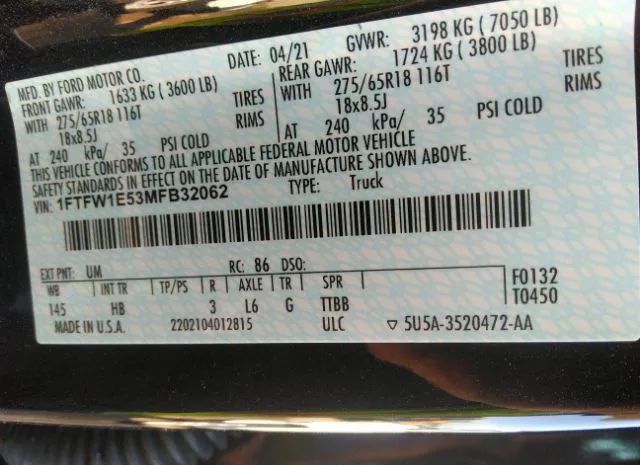 MFD. BY FORD MOTOR CO.
DATE: 04/21
GVWR: 3198 KG ( 7050 LB)
FRONT GAWR: 1633 KG ( 3600 LB)
REAR GAWR: 1724 KG ( 3800 LB)
WITH 275/65R18 116T TIRES
WITH 275/65R18 116T TIRES
18x8.5J RIMS
18x8.5J RIMS
AT 240 kPa/ 35 PSI COLD
AT 240 kPa/ 35 PSI COLD
THIS VEHICLE CONFORMS TO ALL APPLICABLE FEDERAL MOTOR VEHICLE
SAFETY STANDARDS IN EFFECT ON THE DATE OF MANUFACTURE SHOWN ABOVE.
VIN: 1FTFW1E53MFB32062
TYPE: Truck
EXT PNT: UM RC: 86 DSO:
WB INT TR TP/PS R AXLE TR SPR
145 HB 3 L6 G TTBB
F0132
T0450
MADE IN U.S.A. 2202104012815 ULC ▽ 5U5A-3520472-AA